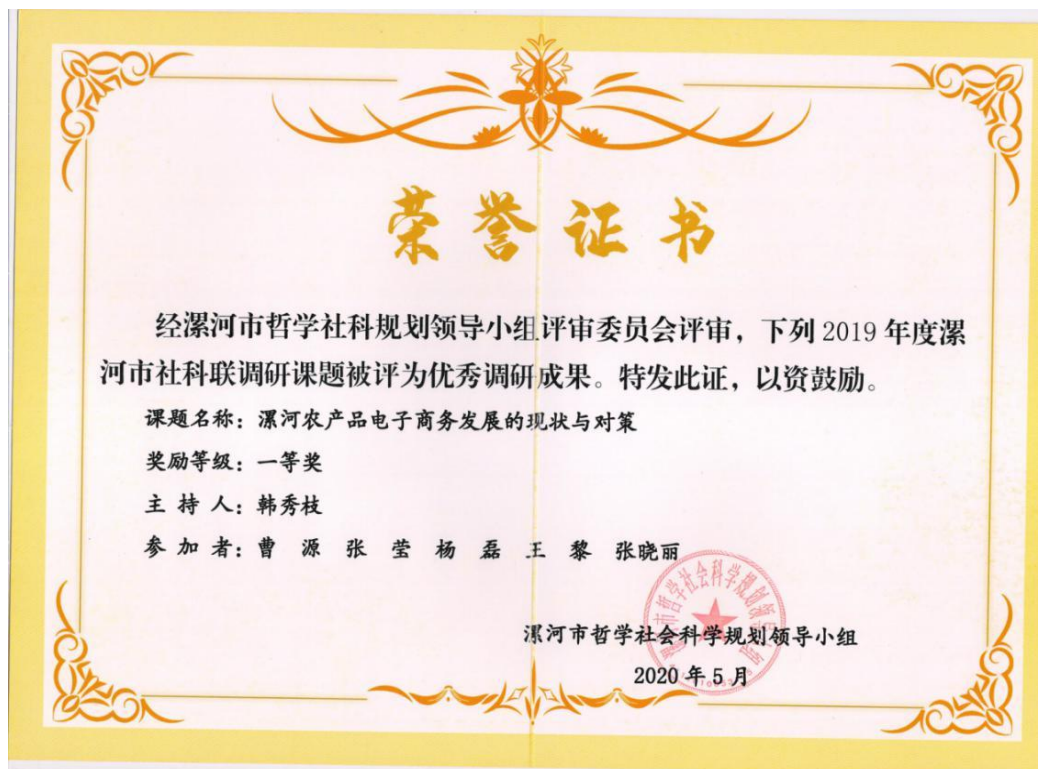 荣誉证书
经漯河市哲学社科规划领导小组评审委员会评审，下列2019年度漯
河市社科联调研课题被评为优秀调研成果。特发此证，以资鼓励。
课题名称：漯河农产品电子商务发展的现状与对策
奖励等级：一等奖
主 持 人：韩秀枝
参 加 者：曹 源 张 莹 杨 磊 王 黎 张晓丽
漯河市哲学社会科学规划领导小组
2020年5月